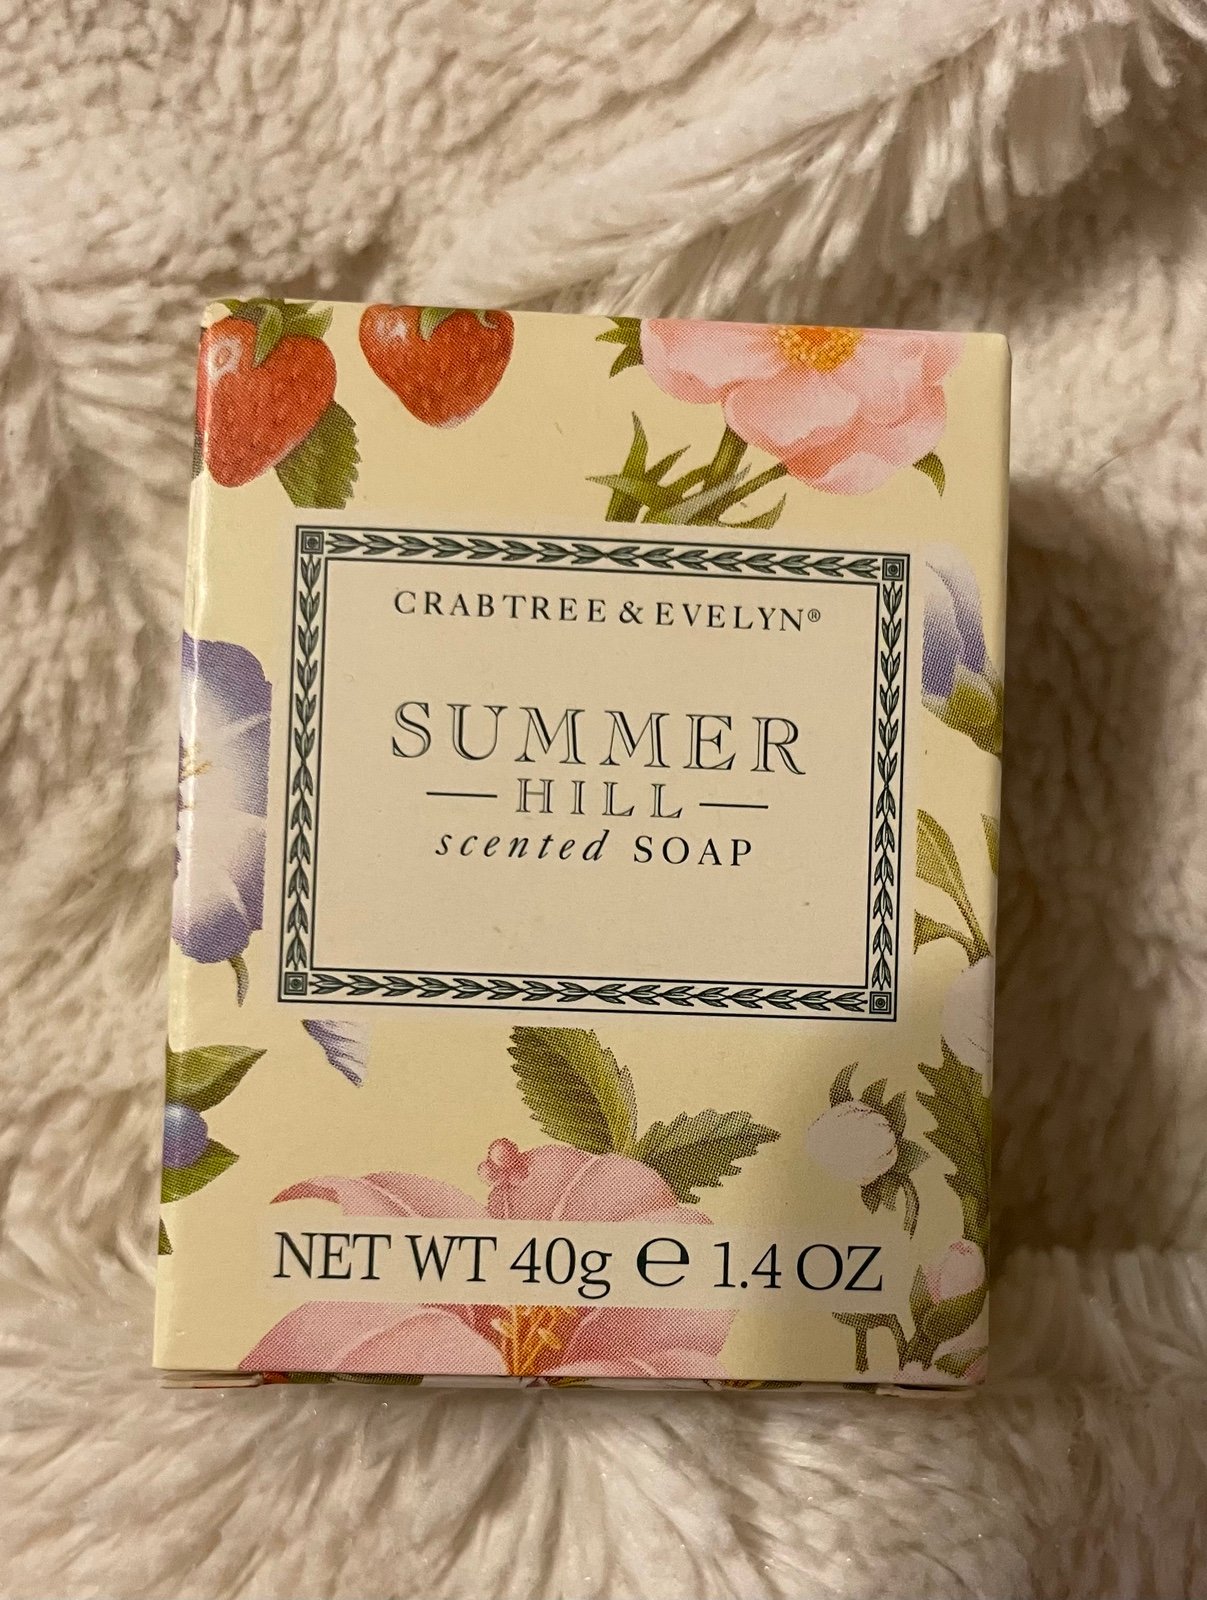 CRABTREE & EVELYN®
SUMMER
HILL
scented SOAP
NET WT 40g ℮ 1.4 OZ